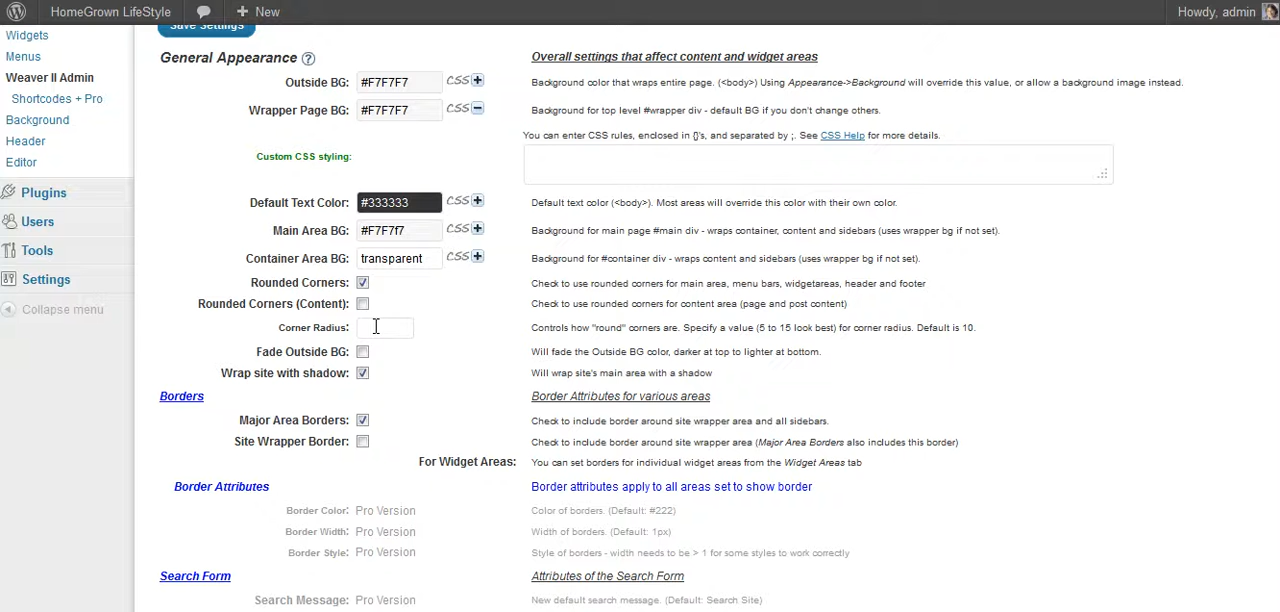 HomeGrown LifeStyle + New Howdy, admin
Widgets
Menus
Weaver II Admin
Shortcodes + Pro
Background
Header
Editor
Plugins
Users
Tools
Settings
Collapse menu
Save Settings
General Appearance ? Overall settings that affect content and widget areas
Outside BG: #F7F7F7 CSS+ Background color that wraps entire page. (<body>) Using Appearance->Background will override this value, or allow a background image instead.
Wrapper Page BG: #F7F7F7 CSS− Background for top level #wrapper div - default BG if you don't change others.
You can enter CSS rules, enclosed in {}'s, and separated by ;. See CSS Help for more details.
Custom CSS styling:
Default Text Color: #333333 CSS+ Default text color (<body>). Most areas will override this color with their own color.
Main Area BG: #F7F7f7 CSS+ Background for main page #main div - wraps container, content and sidebars (uses wrapper bg if not set).
Container Area BG: transparent CSS+ Background for #container div - wraps content and sidebars (uses wrapper bg if not set).
Rounded Corners: Check to use rounded corners for main area, menu bars, widgetareas, header and footer
Rounded Corners (Content): Check to use rounded corners for content area (page and post content)
Corner Radius: Controls how "round" corners are. Specify a value (5 to 15 look best) for corner radius. Default is 10.
Fade Outside BG: Will fade the Outside BG color, darker at top to lighter at bottom.
Wrap site with shadow: Will wrap site's main area with a shadow
Borders Border Attributes for various areas
Major Area Borders: Check to include border around site wrapper area and all sidebars.
Site Wrapper Border: Check to include border around site wrapper area (Major Area Borders also includes this border)
For Widget Areas: You can set borders for individual widget areas from the Widget Areas tab
Border Attributes Border attributes apply to all areas set to show border
Border Color: Pro Version Color of borders. (Default: #222)
Border Width: Pro Version Width of borders. (Default: 1px)
Border Style: Pro Version Style of borders - width needs to be > 1 for some styles to work correctly
Search Form Attributes of the Search Form
Search Message: Pro Version New default search message. (Default: Search Site)